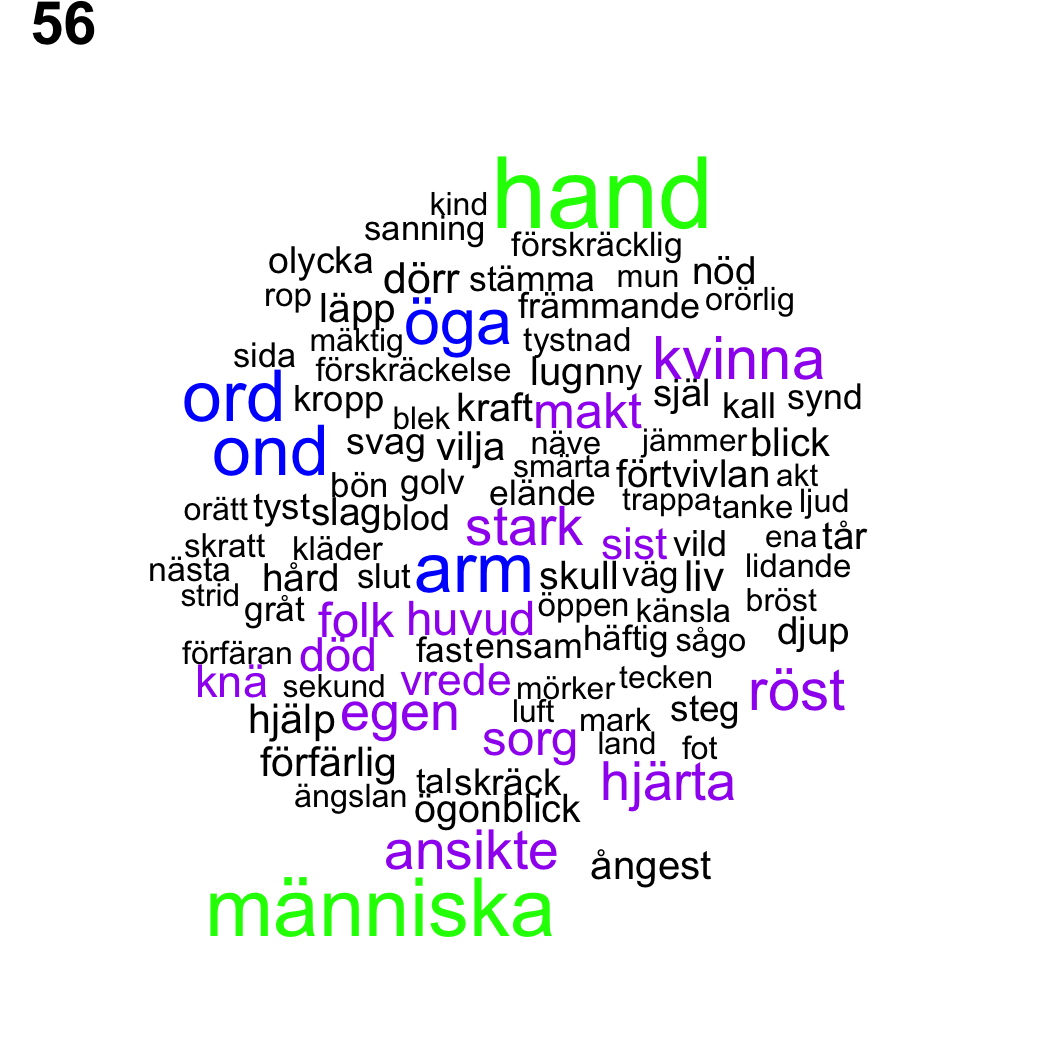 56
hand
kind
sanning
förskräcklig
olycka dörr stämma mun nöd
rop läpp öga främmande orörlig
mäktig tystnad kvinna
sida förskräckelse lugn ny
ord kropp blek kraft makt själ kall synd
ond svag vilja näve jämmer blick
smärta förtvivlan akt
bön golv elände trappa tanke ljud
orätt tyst slag blod stark
skratt kläder sist vild ena tår
nästa hård slut arm skull väg liv lidande
strid gråt folk huvud öppen känsla bröst
förfäran död fast ensam häftig sågo djup
knä sekund vrede mörker tecken röst
hjälp egen luft mark steg
sorg land fot
förfärlig tal skräck hjärta
ängslan ögonblick
ansikte ångest
människa